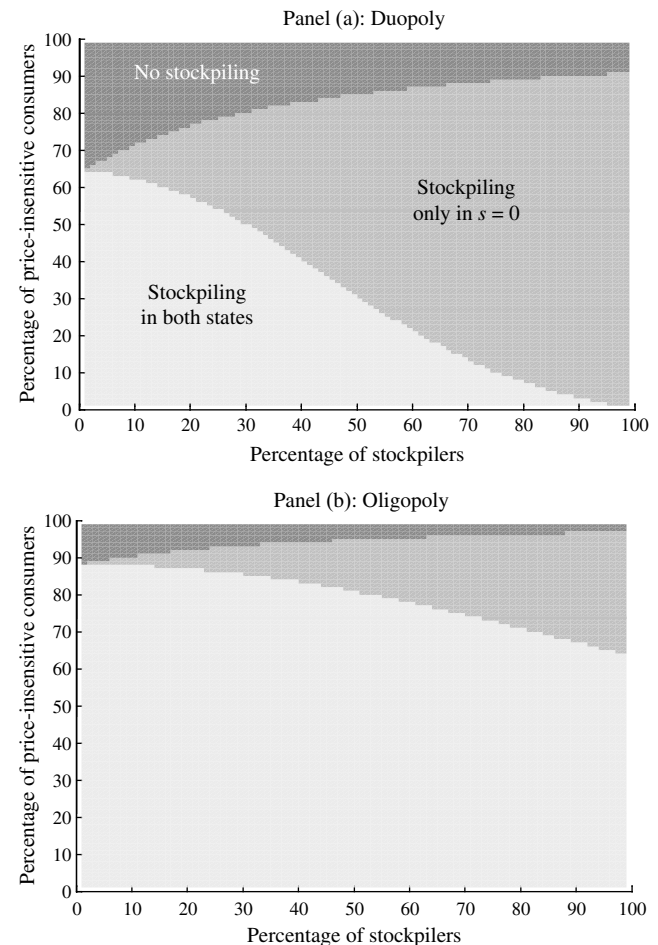 Panel (a): Duopoly
Percentage of price-insensitive consumers
100
90
80
70
60
50
40
30
20
10
0
No stockpiling
Stockpiling
only in s = 0
Stockpiling
in both states
0 10 20 30 40 50 60 70 80 90 100
Percentage of stockpilers
Panel (b): Oligopoly
Percentage of price-insensitive consumers
100
90
80
70
60
50
40
30
20
10
0
0 10 20 30 40 50 60 70 80 90 100
Percentage of stockpilers